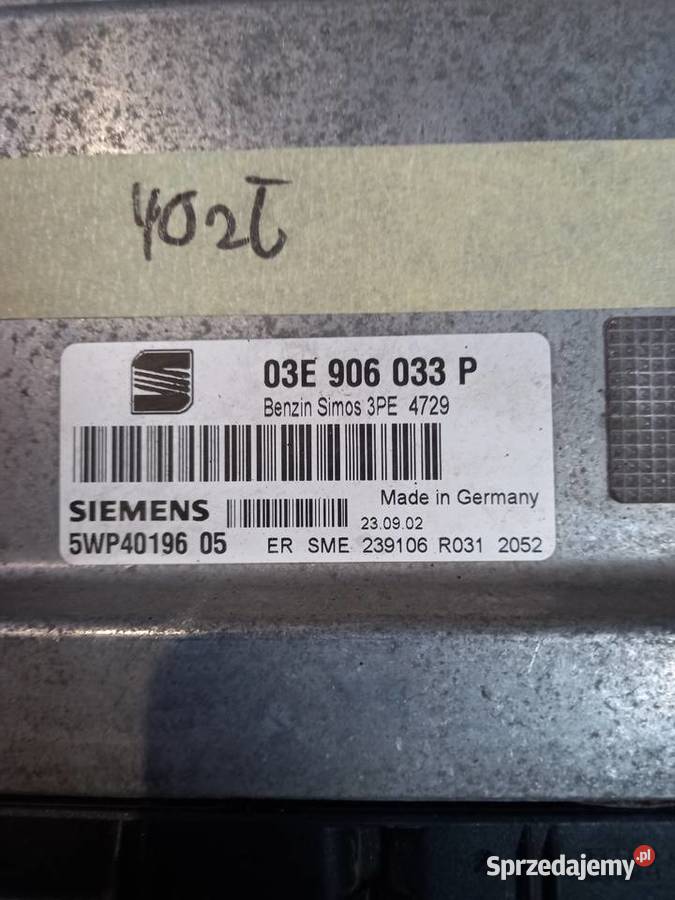 40zł
03E 906 033 P
Benzin Simos 3PE 4729
SIEMENS
Made in Germany
23.09.02
5WP40196 05
ER SME 239106 R031 2052
Sprzedajemy.pl